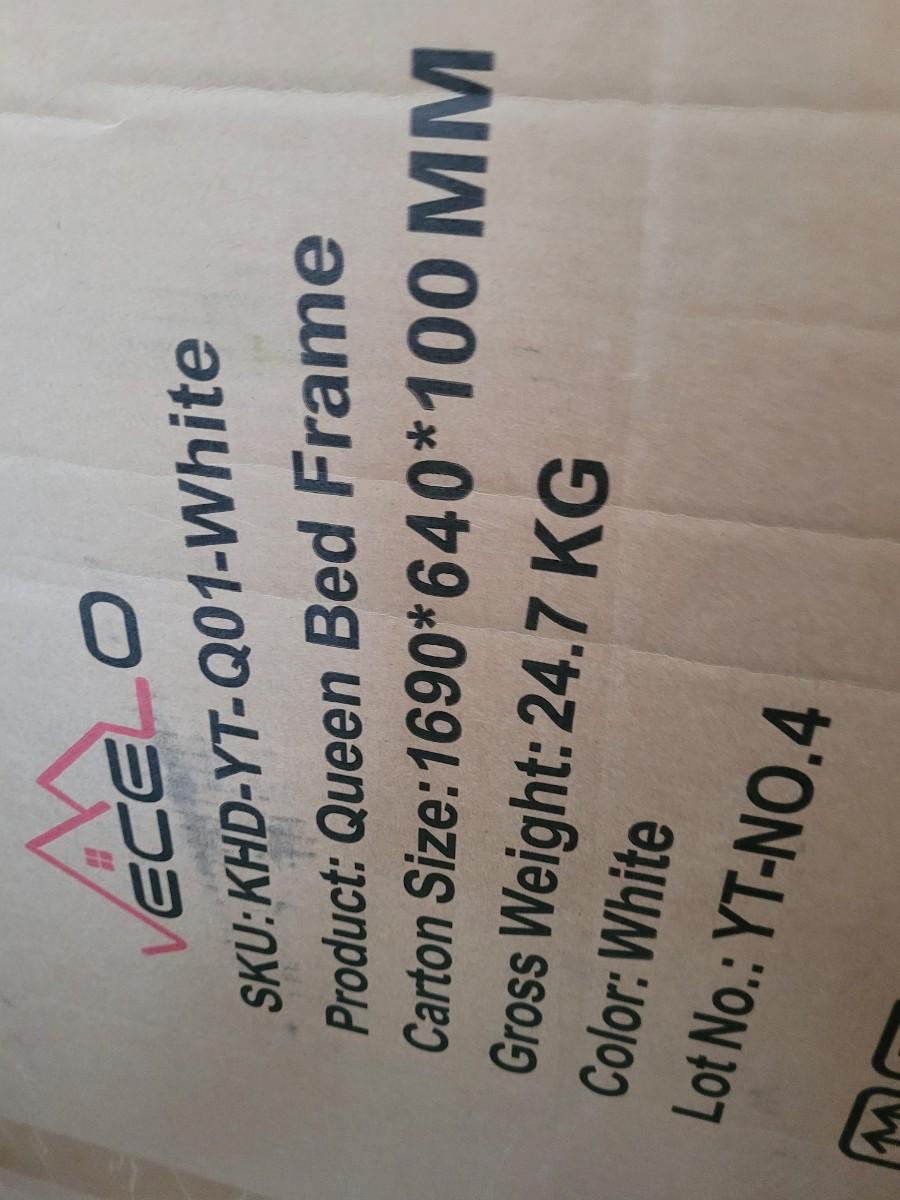 VECELO
SKU:KHD-YT-Q01-White
Product: Queen Bed Frame
Carton Size:1690*640*100 MM
Gross Weight: 24.7 KG
Color: White
Lot No.: YT-NO.4